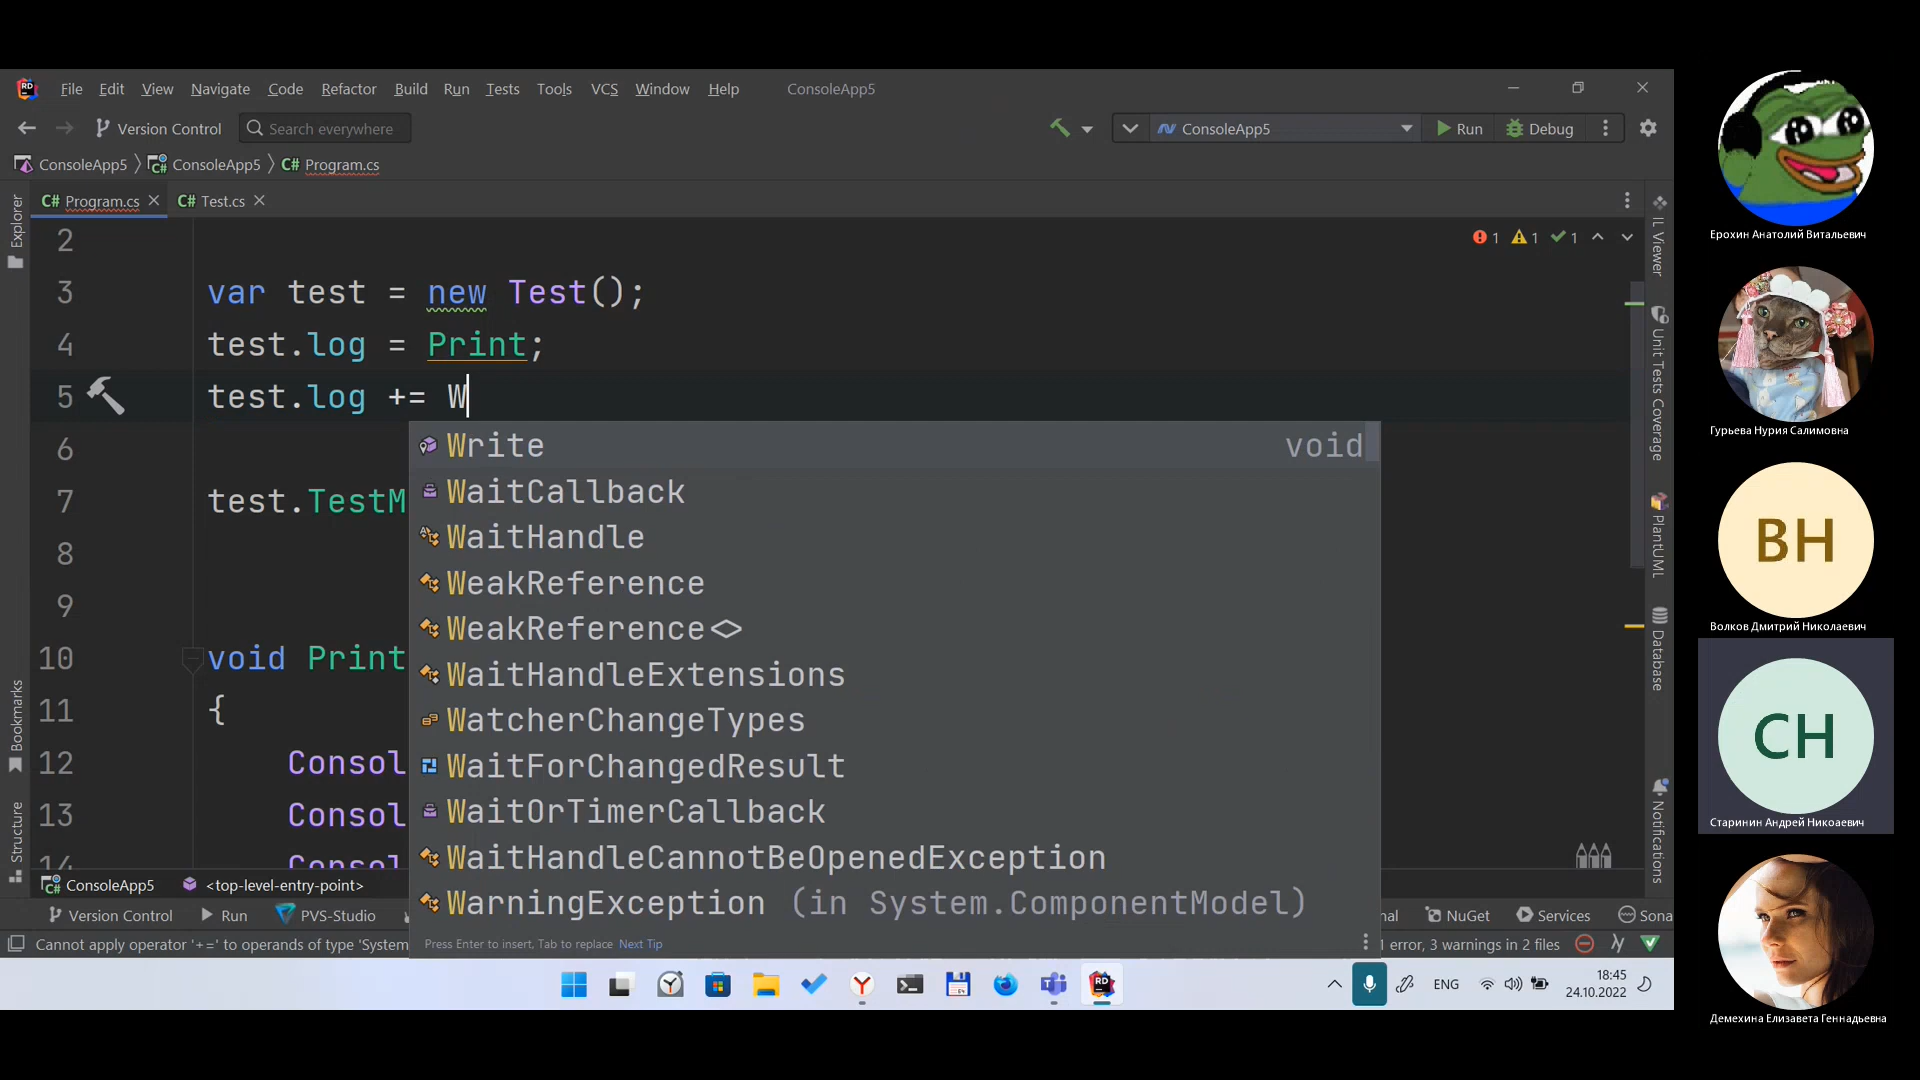 File Edit View Navigate Code Refactor Build Run Tests Tools VCS Window Help ConsoleApp5
Version Control Search everywhere ConsoleApp5 Run Debug
ConsoleApp5 ConsoleApp5 C# Program.cs
C# Program.cs C# Test.cs
Explorer
Bookmarks
Structure
1 1 1
2
3 var test = new Test();
4 test.log = Print;
5 test.log += W
6
7 test.TestM
8
9
10 void Print
11 {
12 Consol
13 Consol
14 Consol
Write void
WaitCallback
WaitHandle
WeakReference
WeakReference<>
WaitHandleExtensions
WatcherChangeTypes
WaitForChangedResult
WaitOrTimerCallback
WaitHandleCannotBeOpenedException
WarningException (in System.ComponentModel)
Press Enter to insert, Tab to replace Next Tip
IL Viewer
Unit Tests Coverage
PlantUML
Database
Notifications
ConsoleApp5 <top-level-entry-point>
Version Control Run PVS-Studio nal NuGet Services Sona
Cannot apply operator '+=' to operands of type 'System 1 error, 3 warnings in 2 files
ENG 18:45
24.10.2022
Ерохин Анатолий Витальевич
Гурьева Нурия Салимовна
ВН
Волков Дмитрий Николаевич
СН
Старинин Андрей Никоаевич
Демехина Елизавета Геннадьевна